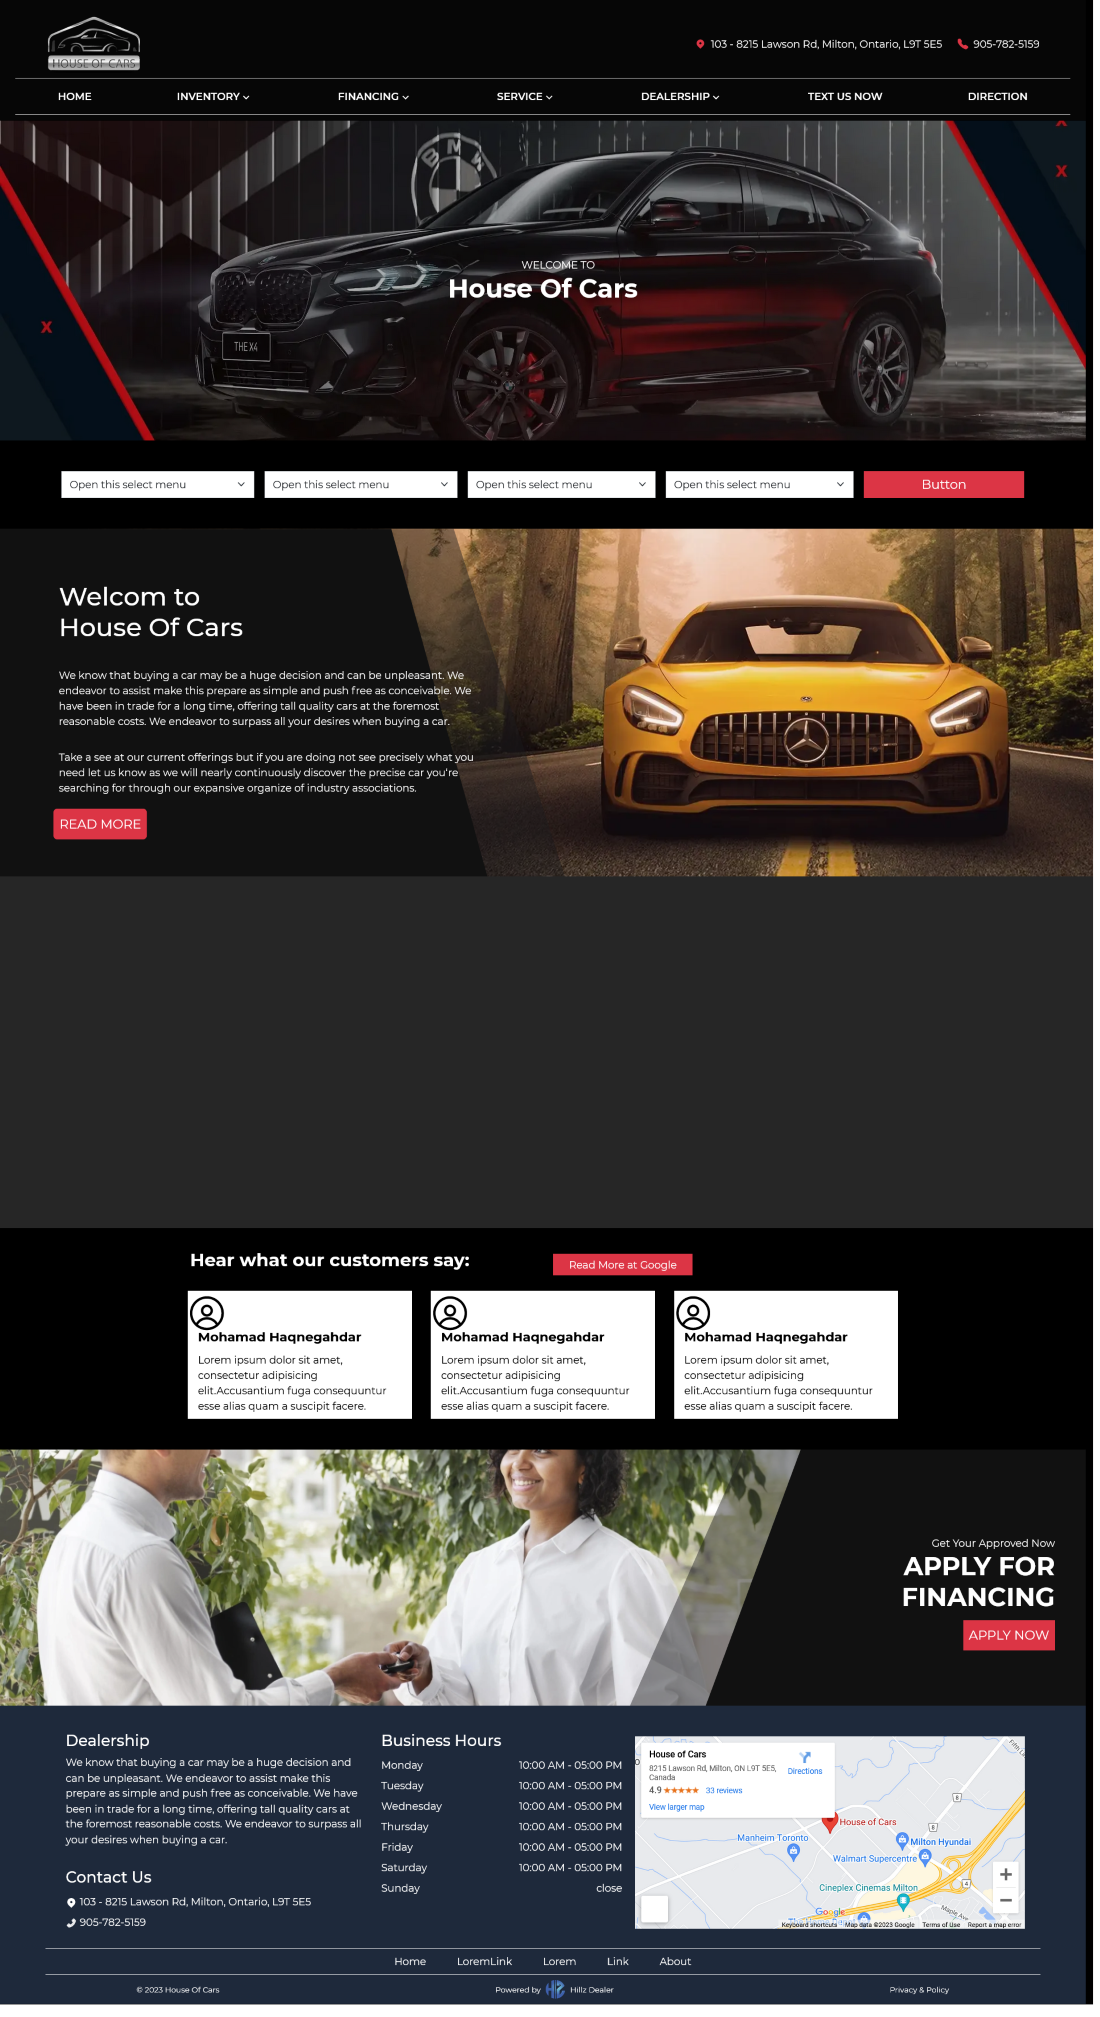 HOUSE OF CARS
103 - 8215 Lawson Rd, Milton, Ontario, L9T 5E5
905-782-5159
HOME
INVENTORY
FINANCING
SERVICE
DEALERSHIP
TEXT US NOW
DIRECTION
X
X
BMW
WELCOME TO
House Of Cars
X
THE X4
Open this select menu
Open this select menu
Open this select menu
Open this select menu
Button
Welcom to
House Of Cars
We know that buying a car may be a huge decision and can be unpleasant. We
endeavor to assist make this prepare as simple and push free as conceivable. We
have been in trade for a long time, offering tall quality cars at the foremost
reasonable costs. We endeavor to surpass all your desires when buying a car.
Take a see at our current offerings but if you are doing not see precisely what you
need let us know as we will nearly continuously discover the precise car you're
searching for through our expansive organize of industry associations.
READ MORE
Hear what our customers say:
Read More at Google
Mohamad Haqnegahdar
Lorem ipsum dolor sit amet,
consectetur adipisicing
elit.Accusantium fuga consequuntur
esse alias quam a suscipit facere.
Mohamad Haqnegahdar
Lorem ipsum dolor sit amet,
consectetur adipisicing
elit.Accusantium fuga consequuntur
esse alias quam a suscipit facere.
Mohamad Haqnegahdar
Lorem ipsum dolor sit amet,
consectetur adipisicing
elit.Accusantium fuga consequuntur
esse alias quam a suscipit facere.
Get Your Approved Now
APPLY FOR
FINANCING
APPLY NOW
Dealership
We know that buying a car may be a huge decision and
can be unpleasant. We endeavor to assist make this
prepare as simple and push free as conceivable. We have
been in trade for a long time, offering tall quality cars at
the foremost reasonable costs. We endeavor to surpass all
your desires when buying a car.
Contact Us
103 - 8215 Lawson Rd, Milton, Ontario, L9T 5E5
905-782-5159
Business Hours
Monday 10:00 AM - 05:00 PM
Tuesday 10:00 AM - 05:00 PM
Wednesday 10:00 AM - 05:00 PM
Thursday 10:00 AM - 05:00 PM
Friday 10:00 AM - 05:00 PM
Saturday 10:00 AM - 05:00 PM
Sunday close
House of Cars
8215 Lawson Rd, Milton, ON L9T 5E5,
Canada
Directions
4.9 33 reviews
View larger map
House of Cars
Manheim Toronto
Milton Hyundai
Walmart Supercentre
Cineplex Cinemas Milton
8
8
4
Maple Ave
Fifth L
Google
Keyboard shortcuts Map data ©2023 Google Terms of Use Report a map error
Home LoremLink Lorem Link About
© 2023 House Of Cars
Powered by Hillz Dealer
Privacy & Policy